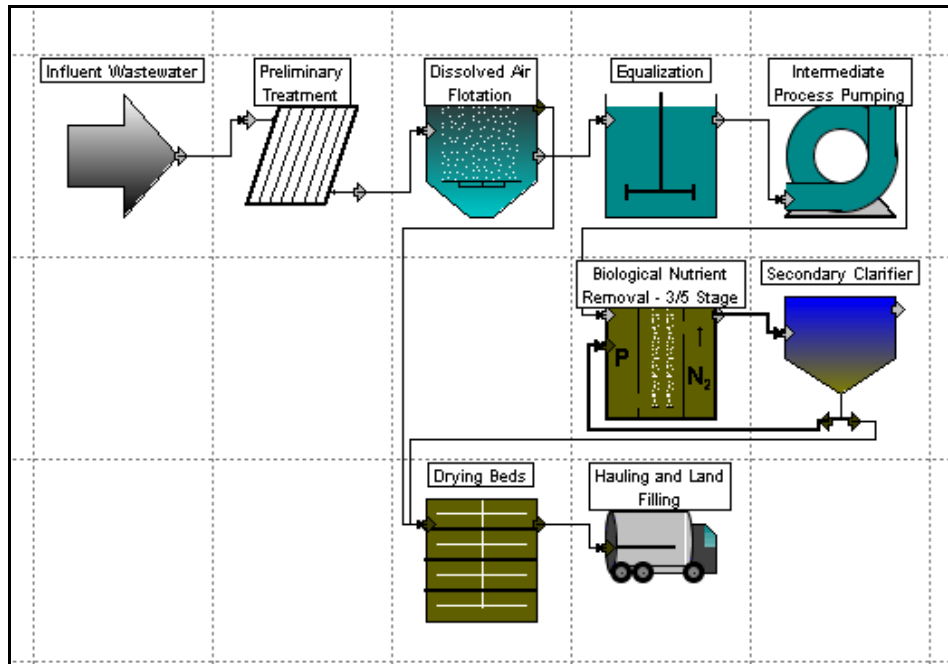 Influent Wastewater
Preliminary
Treatment
Dissolved Air
Flotation
Equalization
Intermediate
Process Pumping
Biological Nutrient
Removal - 3/5 Stage
Secondary Clarifier
P
N₂
Drying Beds
Hauling and Land
Filling